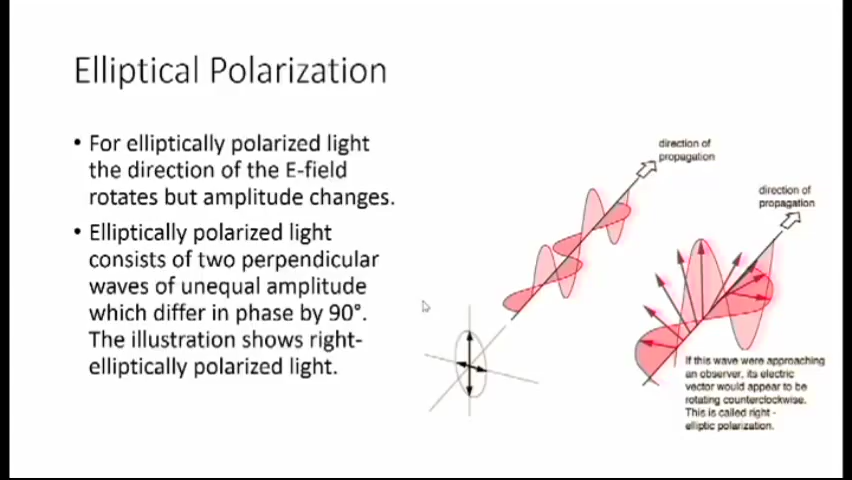 Elliptical Polarization
• For elliptically polarized light
the direction of the E-field
rotates but amplitude changes.
• Elliptically polarized light
consists of two perpendicular
waves of unequal amplitude
which differ in phase by 90°.
The illustration shows right-
elliptically polarized light.
direction of
propagation
direction of
propagation
If this wave were approaching
an observer, its electric
vector would appear to be
rotating counterclockwise.
This is called right -
elliptic polarization.